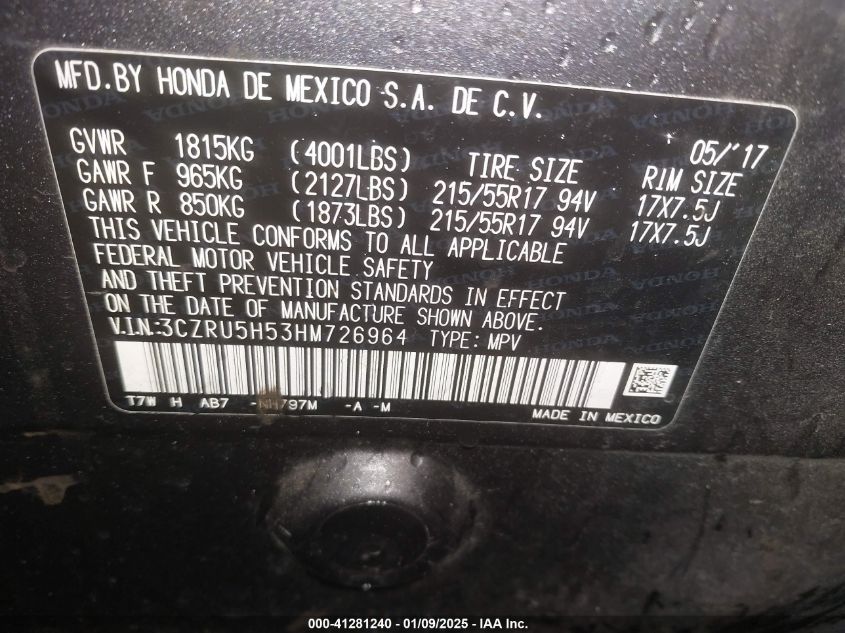 MFD.BY HONDA DE MEXICO S.A. DE C.V.
05/'17
GVWR 1815KG (4001LBS) TIRE SIZE RIM SIZE
GAWR F 965KG (2127LBS) 215/55R17 94V 17X7.5J
GAWR R 850KG (1873LBS) 215/55R17 94V 17X7.5J
THIS VEHICLE CONFORMS TO ALL APPLICABLE
FEDERAL MOTOR VEHICLE SAFETY
AND THEFT PREVENTION STANDARDS IN EFFECT
ON THE DATE OF MANUFACTURE SHOWN ABOVE.
V.I.N:3CZRU5H53HM726964 TYPE: MPV
T7W H AB7 -NH797M -A -M
MADE IN MEXICO
000-41281240 - 01/09/2025 - IAA Inc.